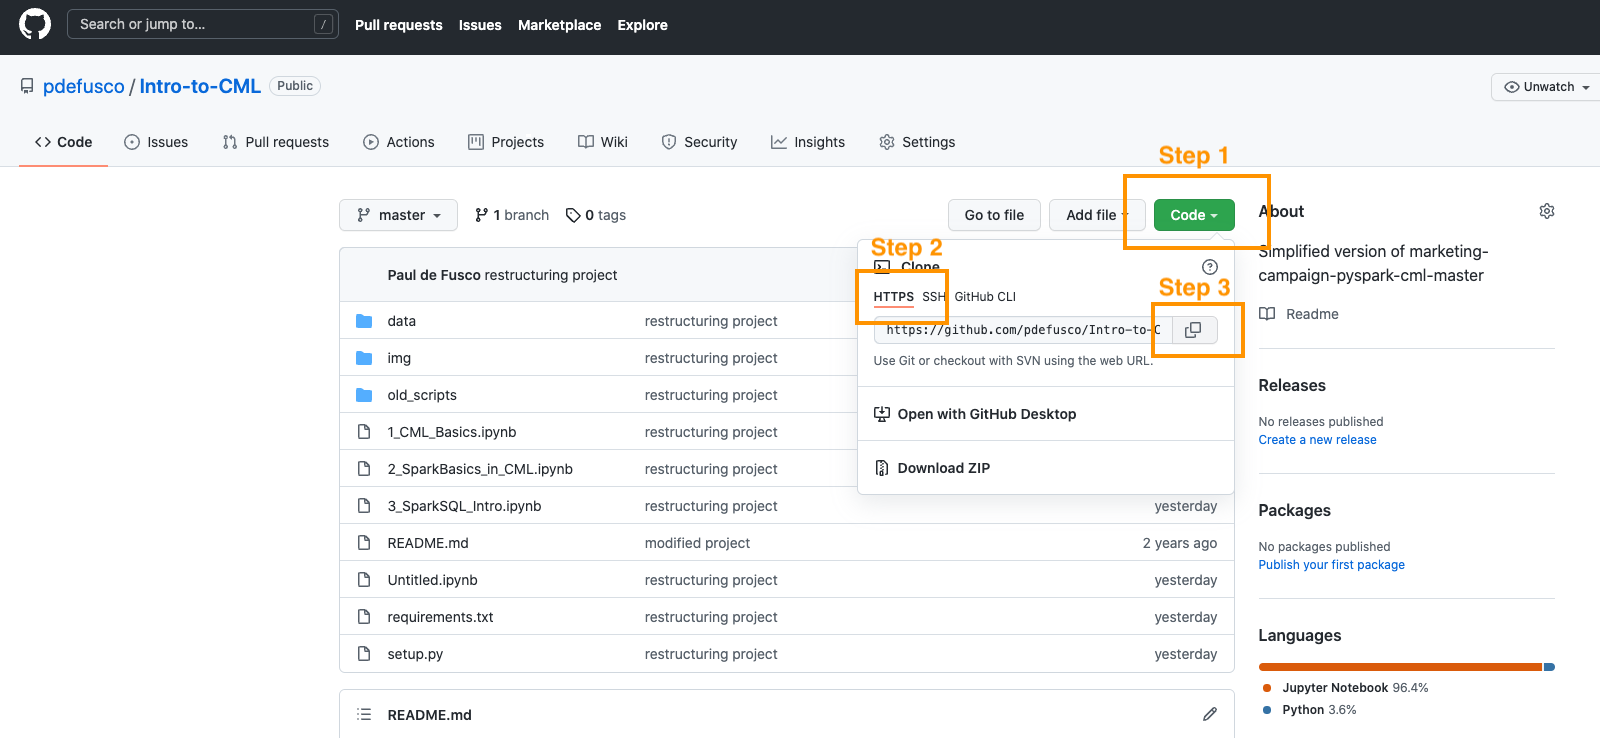 Search or jump to... /
Pull requests Issues Marketplace Explore
pdefusco / Intro-to-CML Public
Unwatch
Code Issues Pull requests Actions Projects Wiki Security Insights Settings
Step 1
master 1 branch 0 tags Go to file Add file Code
About
Simplified version of marketing-
campaign-pyspark-cml-master
Readme
Step 2
Clone
HTTPS SSH GitHub CLI
Step 3
https://github.com/pdefusco/Intro-to-C
Use Git or checkout with SVN using the web URL.
Open with GitHub Desktop
Download ZIP
Paul de Fusco restructuring project
data restructuring project
img restructuring project
old_scripts restructuring project
1_CML_Basics.ipynb restructuring project
2_SparkBasics_in_CML.ipynb restructuring project
3_SparkSQL_Intro.ipynb restructuring project yesterday
README.md modified project 2 years ago
Untitled.ipynb restructuring project yesterday
requirements.txt restructuring project yesterday
setup.py restructuring project yesterday
README.md
Releases
No releases published
Create a new release
Packages
No packages published
Publish your first package
Languages
Jupyter Notebook 96.4%
Python 3.6%